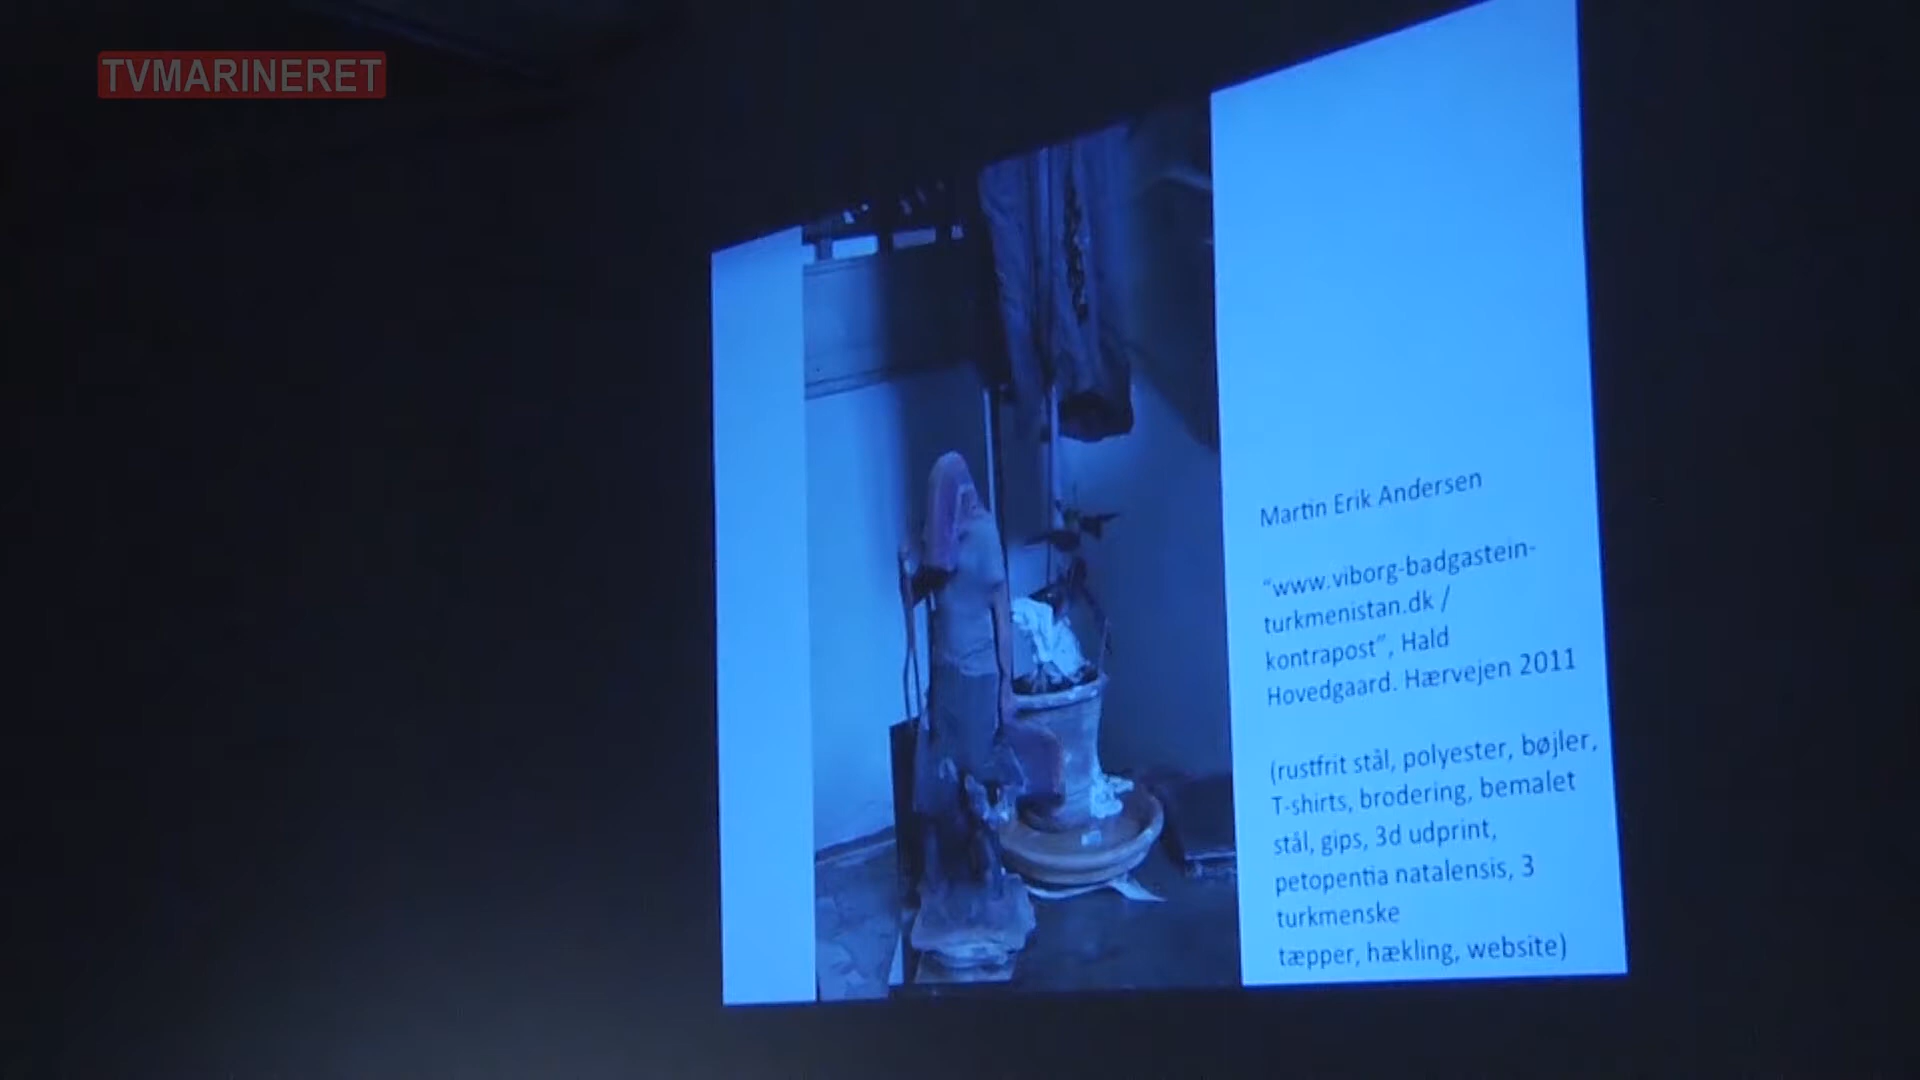 TVMARINERET
Martin Erik Andersen
“www.viborg-badgastein-
turkmenistan.dk /
kontrapost”, Hald
Hovedgaard. Hærvejen 2011
(rustfrit stål, polyester, bøjler,
T-shirts, brodering, bemalet
stål, gips, 3d udprint,
petopentia natalensis, 3
turkmenske
tæpper, hækling, website)